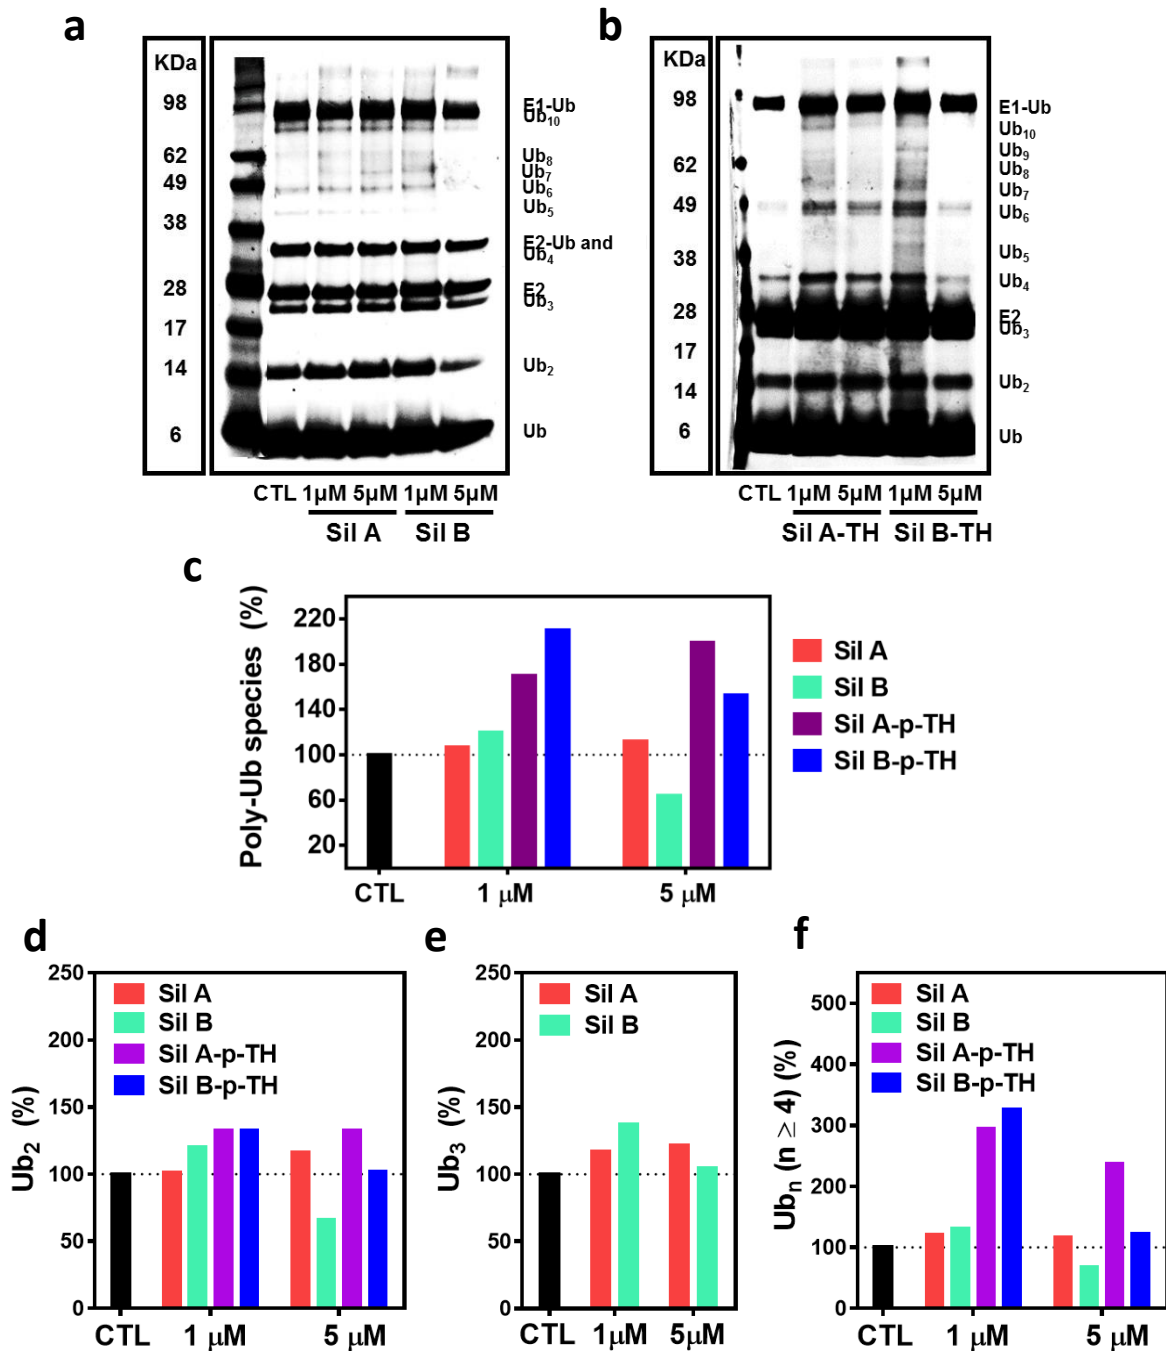 a
KDa
98
62
49
38
28
17
14
6
E1-Ub
Ub10
Ub8
Ub7
Ub6
Ub5
E2-Ub and
Ub4
E2
Ub3
Ub2
Ub
CTL 1μM 5μM 1μM 5μM
Sil A Sil B
b
KDa
98
62
49
38
28
17
14
6
E1-Ub
Ub10
Ub9
Ub8
Ub7
Ub6
Ub5
Ub4
E2
Ub3
Ub2
Ub
CTL 1μM 5μM 1μM 5μM
Sil A-TH Sil B-TH
c
Poly-Ub species (%)
220
180
140
100
60
20
CTL 1 μM 5 μM
Sil A
Sil B
Sil A-p-TH
Sil B-p-TH
d
Ub2 (%)
250
200
150
100
50
0
Sil A
Sil B
Sil A-p-TH
Sil B-p-TH
CTL 1 μM 5 μM
e
Ub3 (%)
250
200
150
100
50
0
Sil A
Sil B
CTL 1μM 5μM
f
Ubn (n ≥ 4) (%)
500
400
300
200
100
0
Sil A
Sil B
Sil A-p-TH
Sil B-p-TH
CTL 1 μM 5 μM